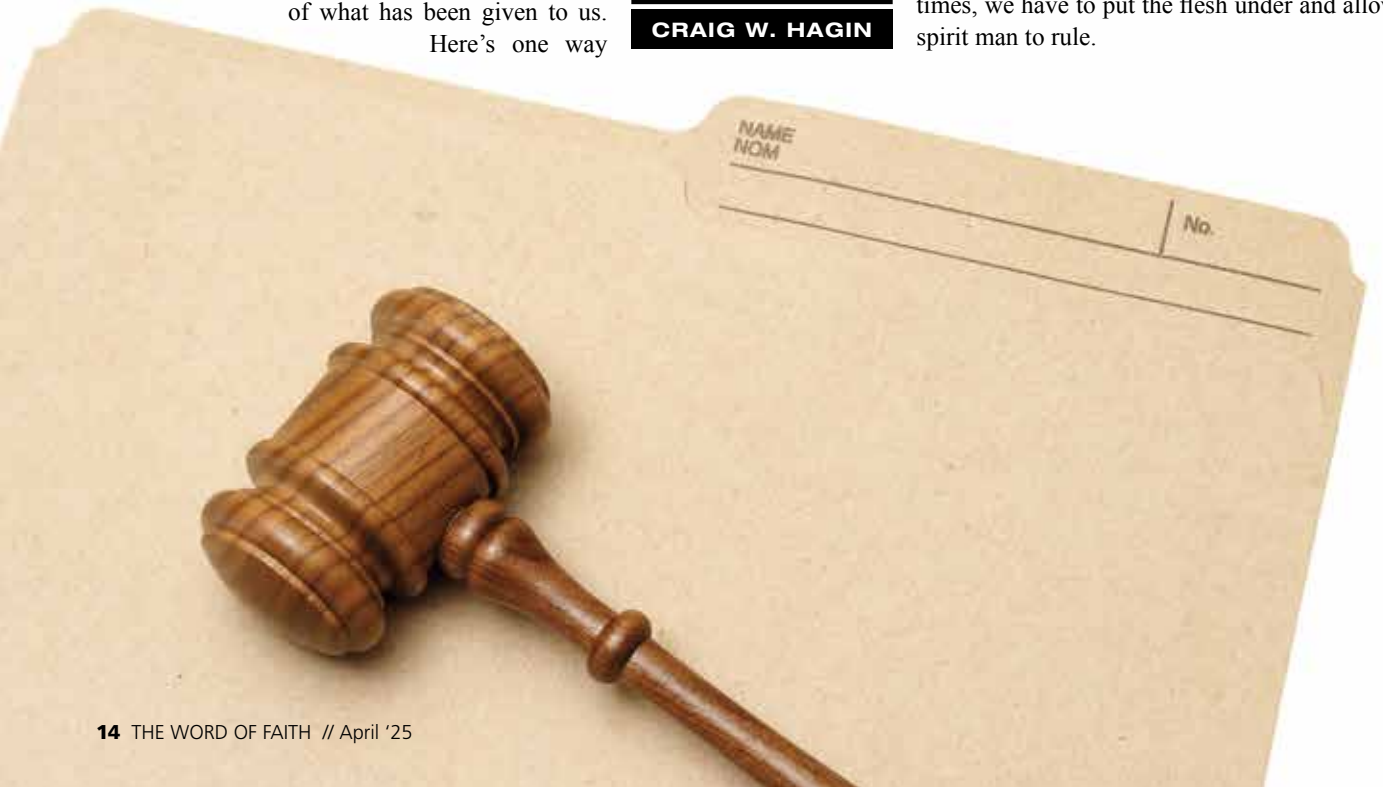 of what has been given to us.
Here’s one way
CRAIG W. HAGIN
times, we have to put the flesh under and allow
spirit man to rule.
NAME
NOM
No.
14 THE WORD OF FAITH // April ‘25